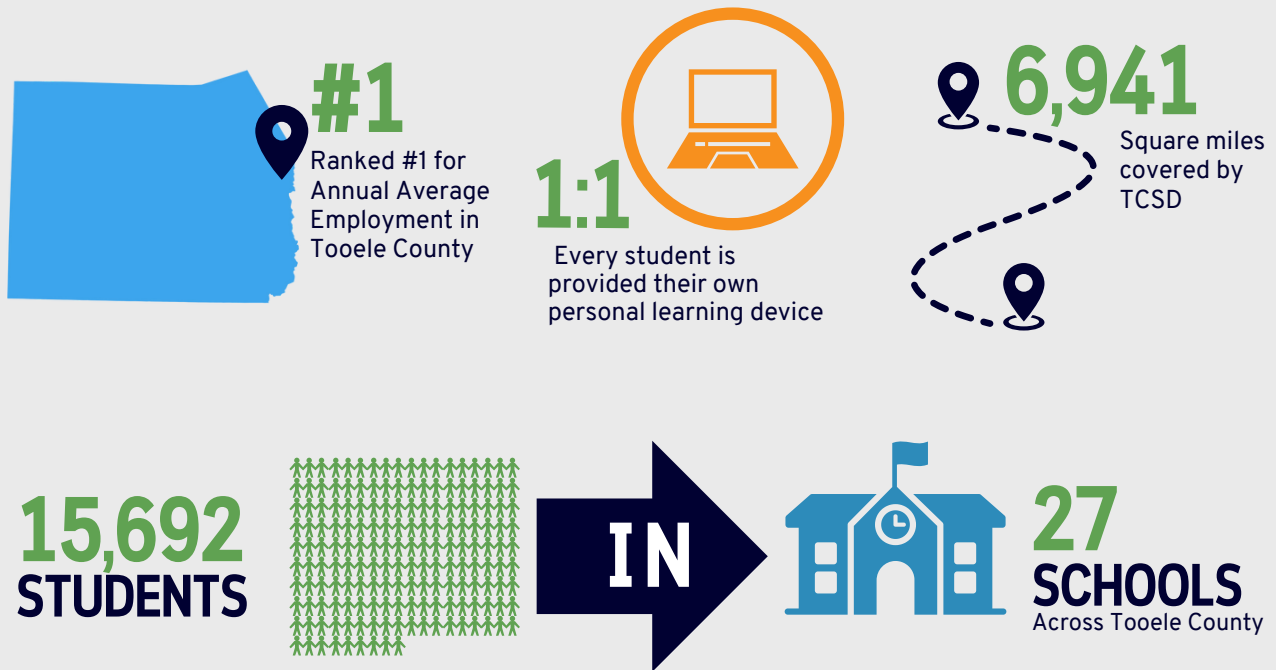 #1
Ranked #1 for
Annual Average
Employment in
Tooele County
1:1
Every student is
provided their own
personal learning device
6,941
Square miles
covered by
TCSD
15,692
STUDENTS
IN
27
SCHOOLS
Across Tooele County